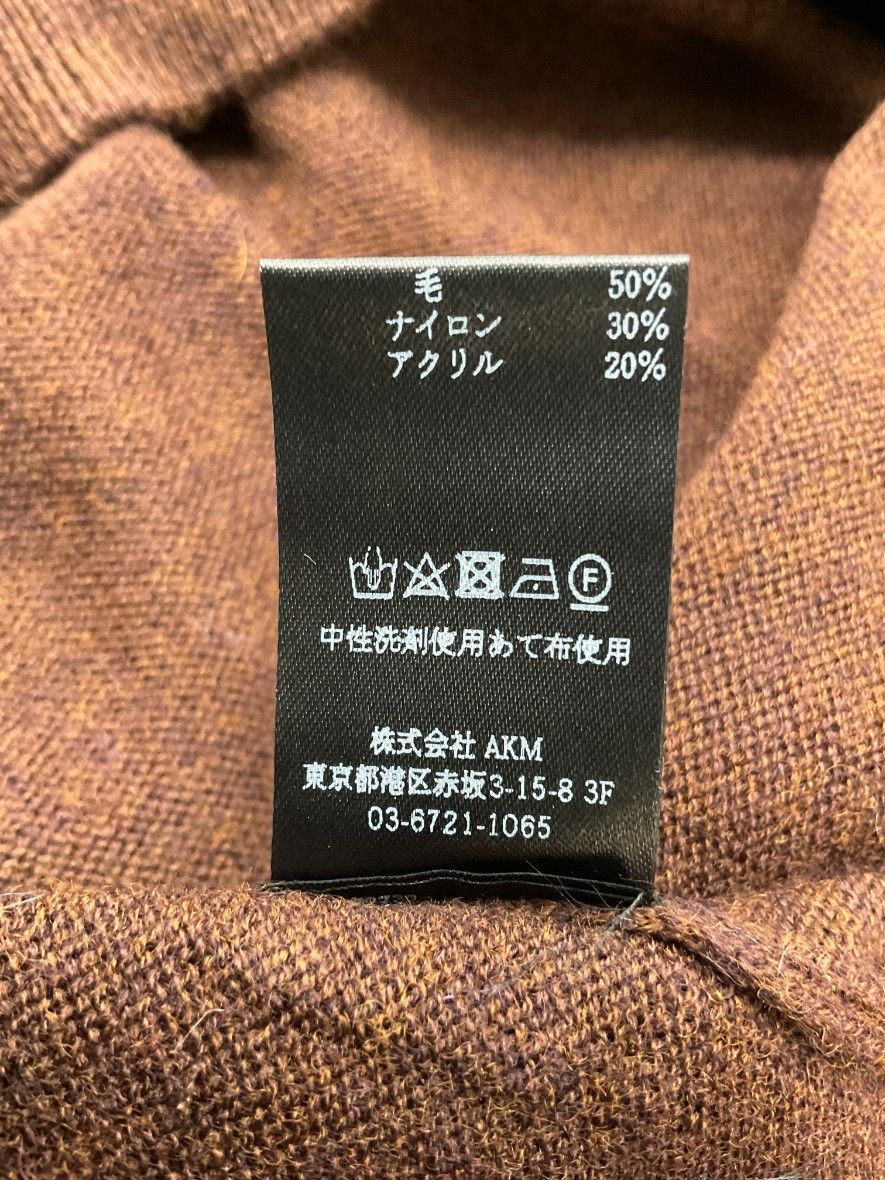 毛 50%
ナイロン 30%
アクリル 20%
F
中性洗剤使用あて布使用
株式会社 AKM
東京都港区赤坂3-15-8 3F
03-6721-1065